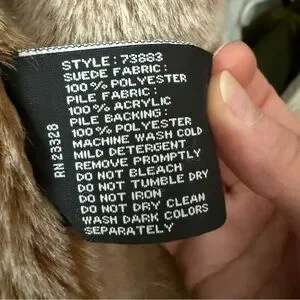 STYLE: 73883
SUEDE FABRIC:
100% POLYESTER
PILE FABRIC:
100% ACRYLIC
PILE BACKING:
100% POLYESTER
MACHINE WASH COLD
MILD DETERGENT
REMOVE PROMPTLY
DO NOT BLEACH
DO NOT TUMBLE DRY
DO NOT IRON
DO NOT DRY CLEAN
WASH DARK COLORS
SEPARATELY
RN 23328